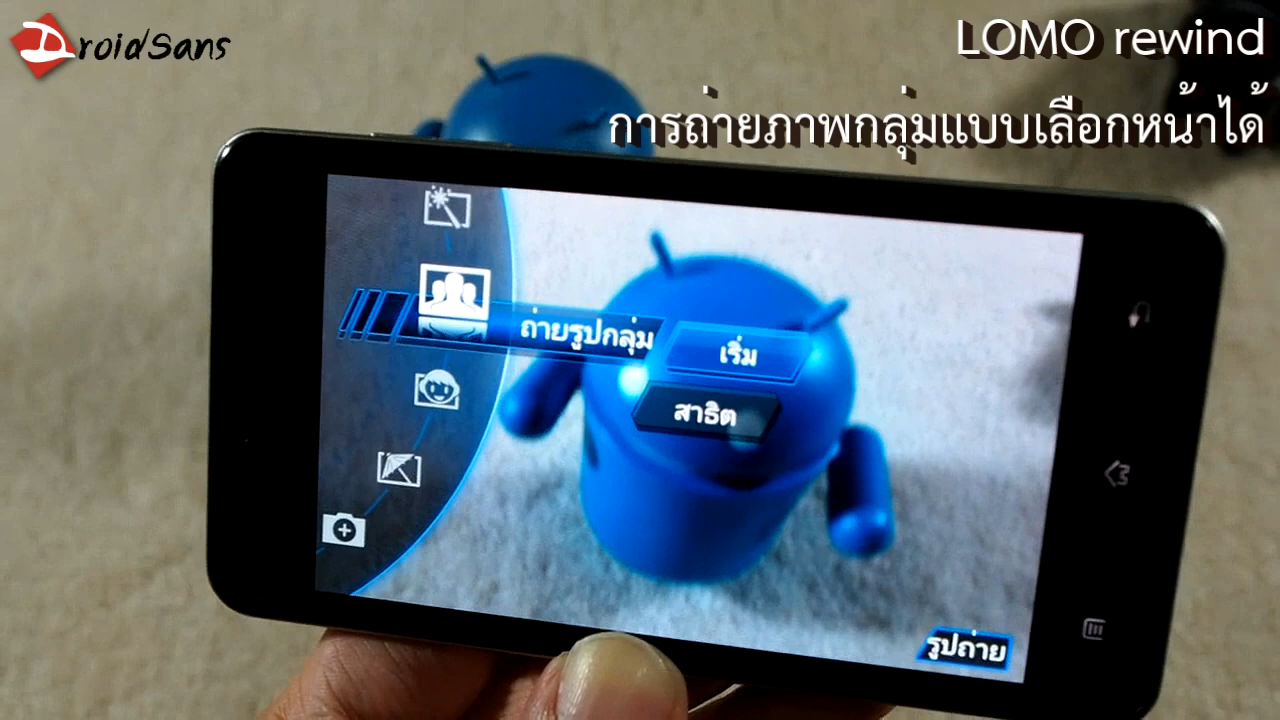 DroidSans
LOMO rewind
การถ่ายภาพกลุ่มแบบเลือกหน้าได้
ถ่ายรูปกลุ่ม
เริ่ม
สาธิต
รูปถ่าย